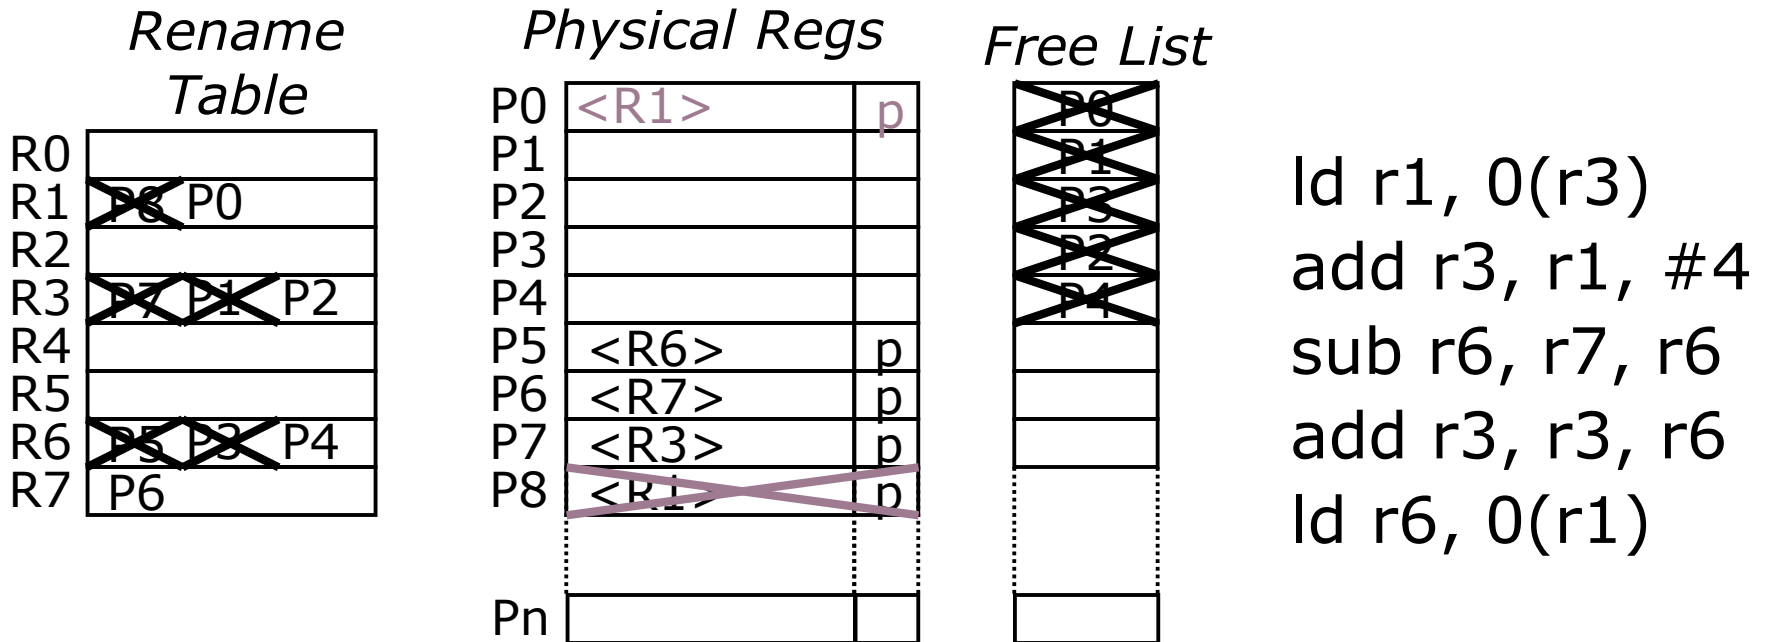 Rename
Table
R0
R1 P8 P0
R2
R3 P7 P1 P2
R4
R5
R6 P5 P3 P4
R7 P6
Physical Regs
P0 <R1> p
P1
P2
P3
P4
P5 <R6> p
P6 <R7> p
P7 <R3> p
P8 <R1> p
Pn
Free List
P0
P1
P3
P2
P4
ld r1, 0(r3)
add r3, r1, #4
sub r6, r7, r6
add r3, r3, r6
ld r6, 0(r1)